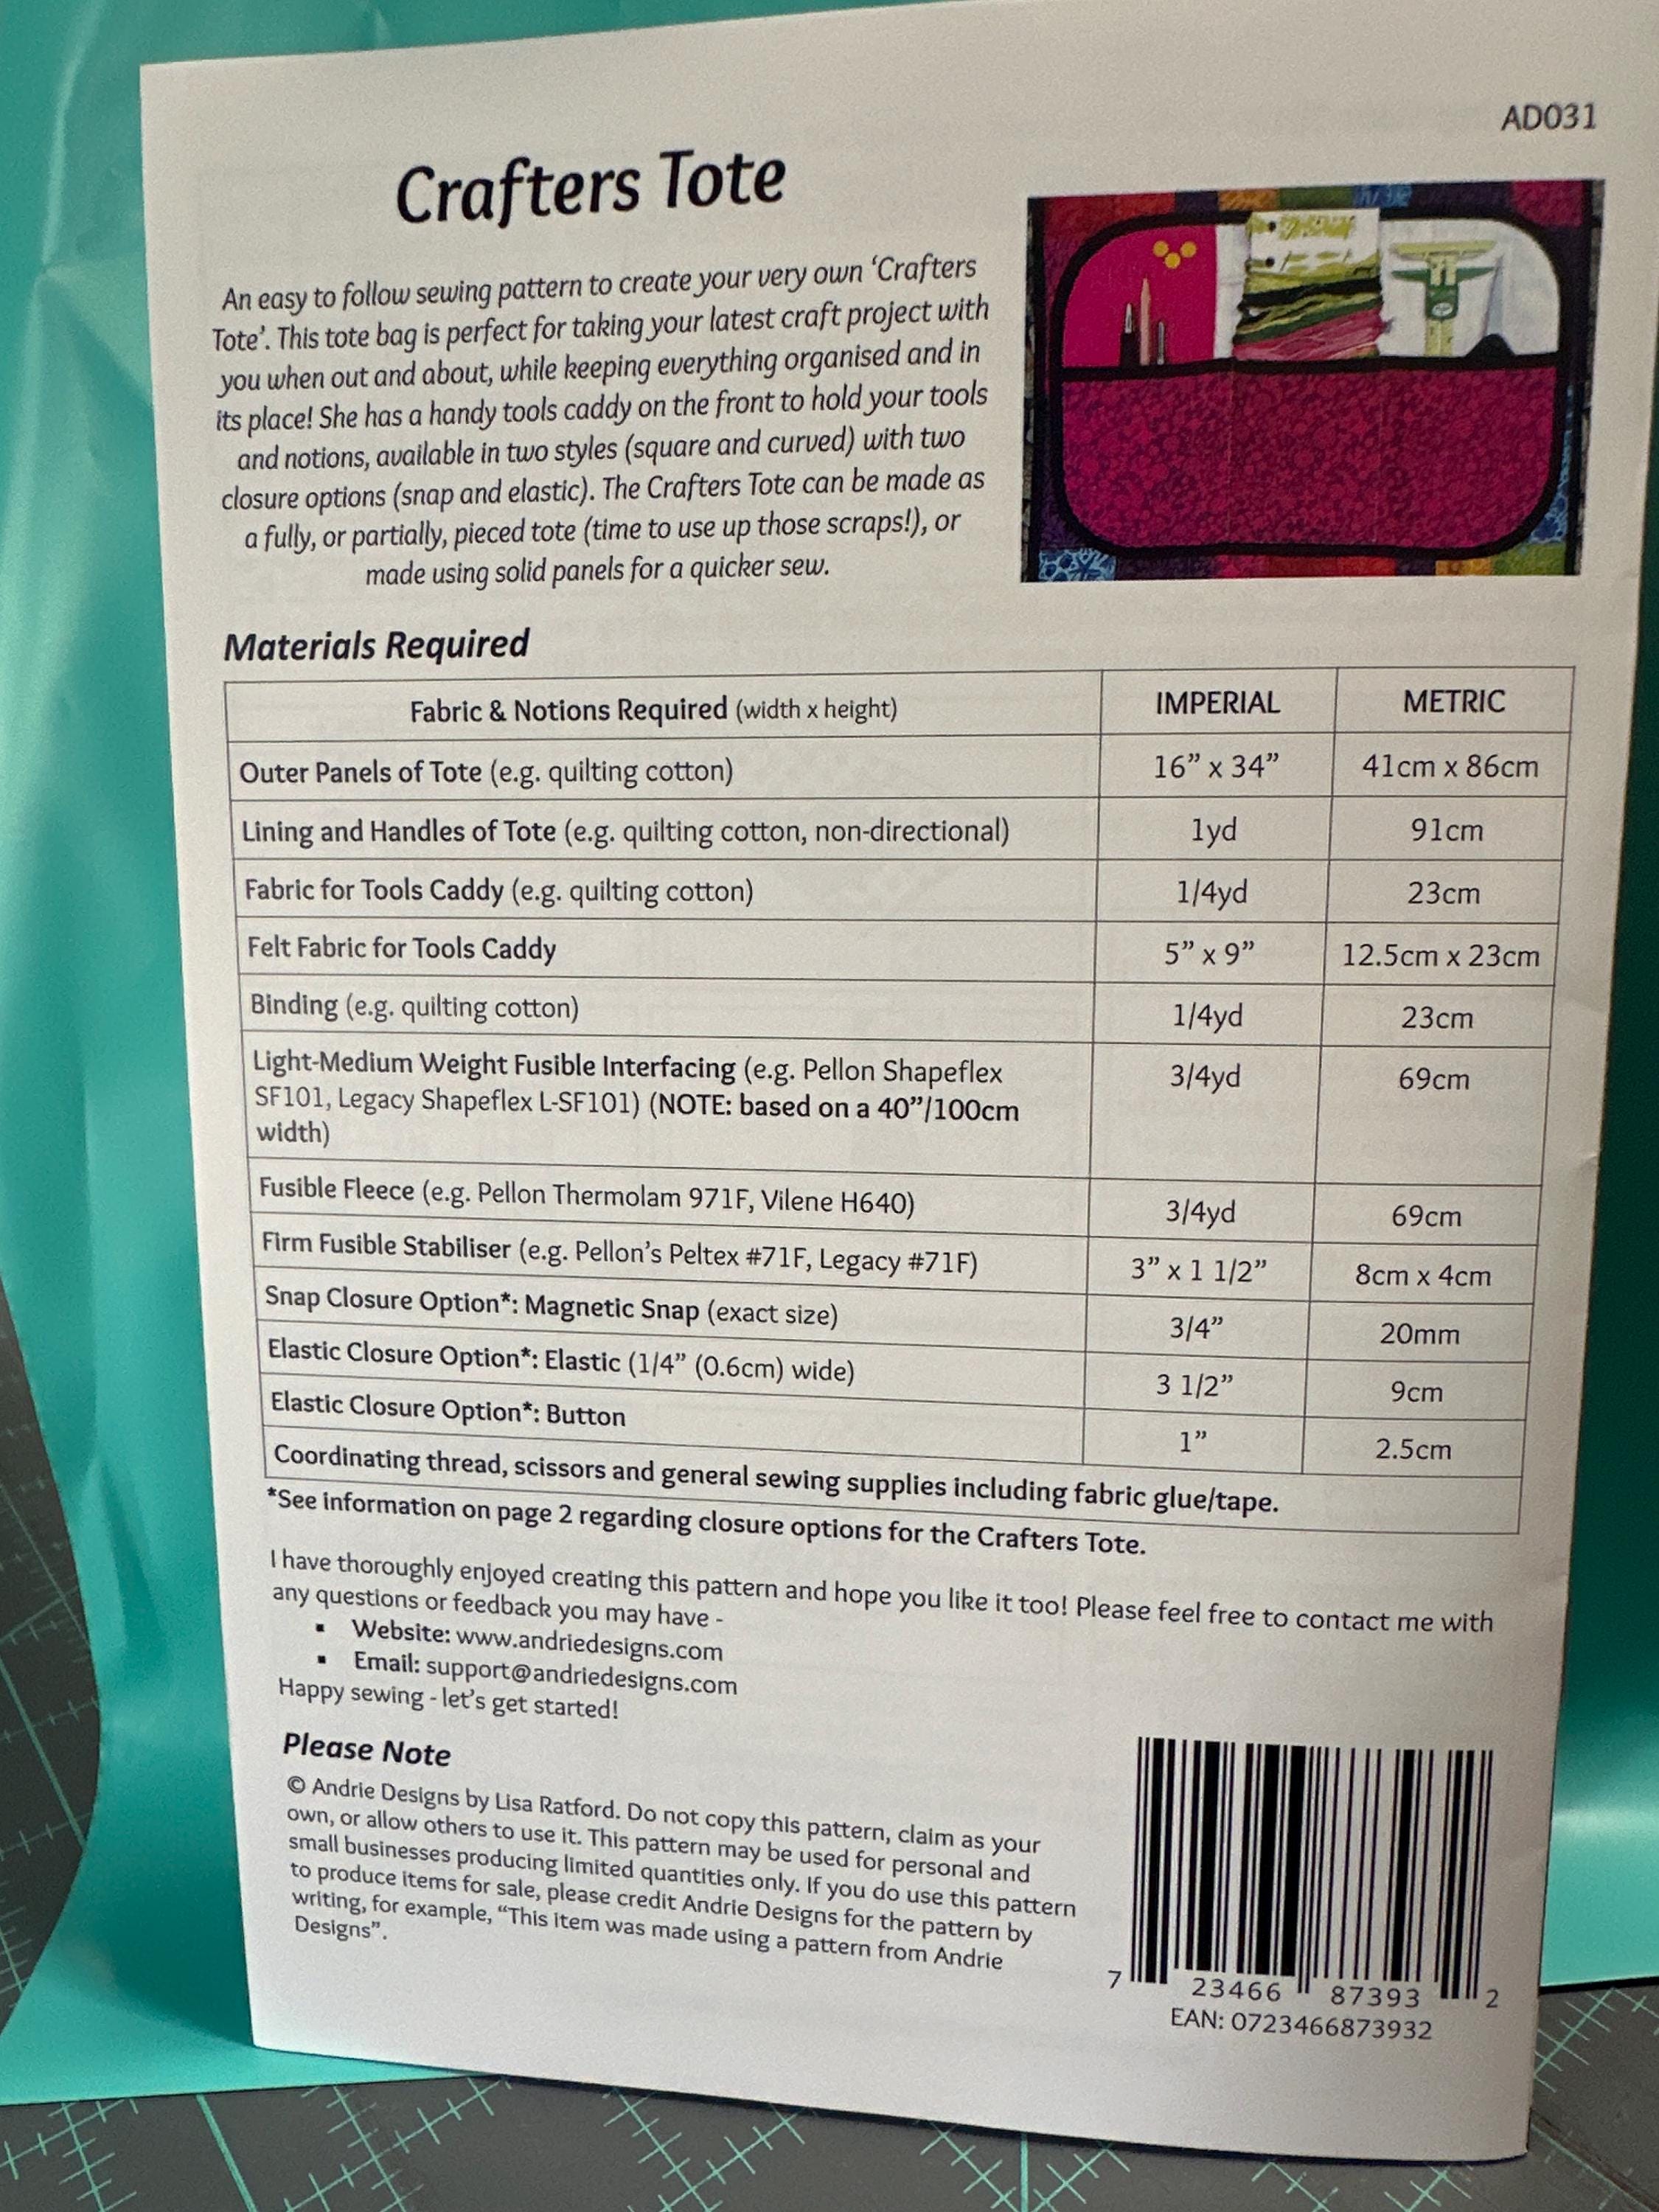 AD031
Crafters Tote
An easy to follow sewing pattern to create your very own ‘Crafters
Tote’. This tote bag is perfect for taking your latest craft project with
you when out and about, while keeping everything organised and in
its place! She has a handy tools caddy on the front to hold your tools
and notions, available in two styles (square and curved) with two
closure options (snap and elastic). The Crafters Tote can be made as
a fully, or partially, pieced tote (time to use up those scraps!), or
made using solid panels for a quicker sew.
Materials Required
Fabric & Notions Required (width x height) IMPERIAL METRIC
Outer Panels of Tote (e.g. quilting cotton) 16” x 34” 41cm x 86cm
Lining and Handles of Tote (e.g. quilting cotton, non-directional) 1yd 91cm
Fabric for Tools Caddy (e.g. quilting cotton) 1/4yd 23cm
Felt Fabric for Tools Caddy 5” x 9” 12.5cm x 23cm
Binding (e.g. quilting cotton) 1/4yd 23cm
Light-Medium Weight Fusible Interfacing (e.g. Pellon Shapeflex 3/4yd 69cm
SF101, Legacy Shapeflex L-SF101) (NOTE: based on a 40”/100cm
width)
Fusible Fleece (e.g. Pellon Thermolam 971F, Vilene H640) 3/4yd 69cm
Firm Fusible Stabiliser (e.g. Pellon’s Peltex #71F, Legacy #71F) 3” x 1 1/2” 8cm x 4cm
Snap Closure Option*: Magnetic Snap (exact size) 3/4” 20mm
Elastic Closure Option*: Elastic (1/4” (0.6cm) wide) 3 1/2” 9cm
Elastic Closure Option*: Button 1” 2.5cm
Coordinating thread, scissors and general sewing supplies including fabric glue/tape.
*See information on page 2 regarding closure options for the Crafters Tote.
I have thoroughly enjoyed creating this pattern and hope you like it too! Please feel free to contact me with
any questions or feedback you may have -
▪ Website: www.andriedesigns.com
▪ Email: support@andriedesigns.com
Happy sewing - let’s get started!
Please Note
© Andrie Designs by Lisa Ratford. Do not copy this pattern, claim as your
own, or allow others to use it. This pattern may be used for personal and
small businesses producing limited quantities only. If you do use this pattern
to produce items for sale, please credit Andrie Designs for the pattern by
writing, for example, “This item was made using a pattern from Andrie
Designs”.
7 23466 87393 2
EAN: 0723466873932